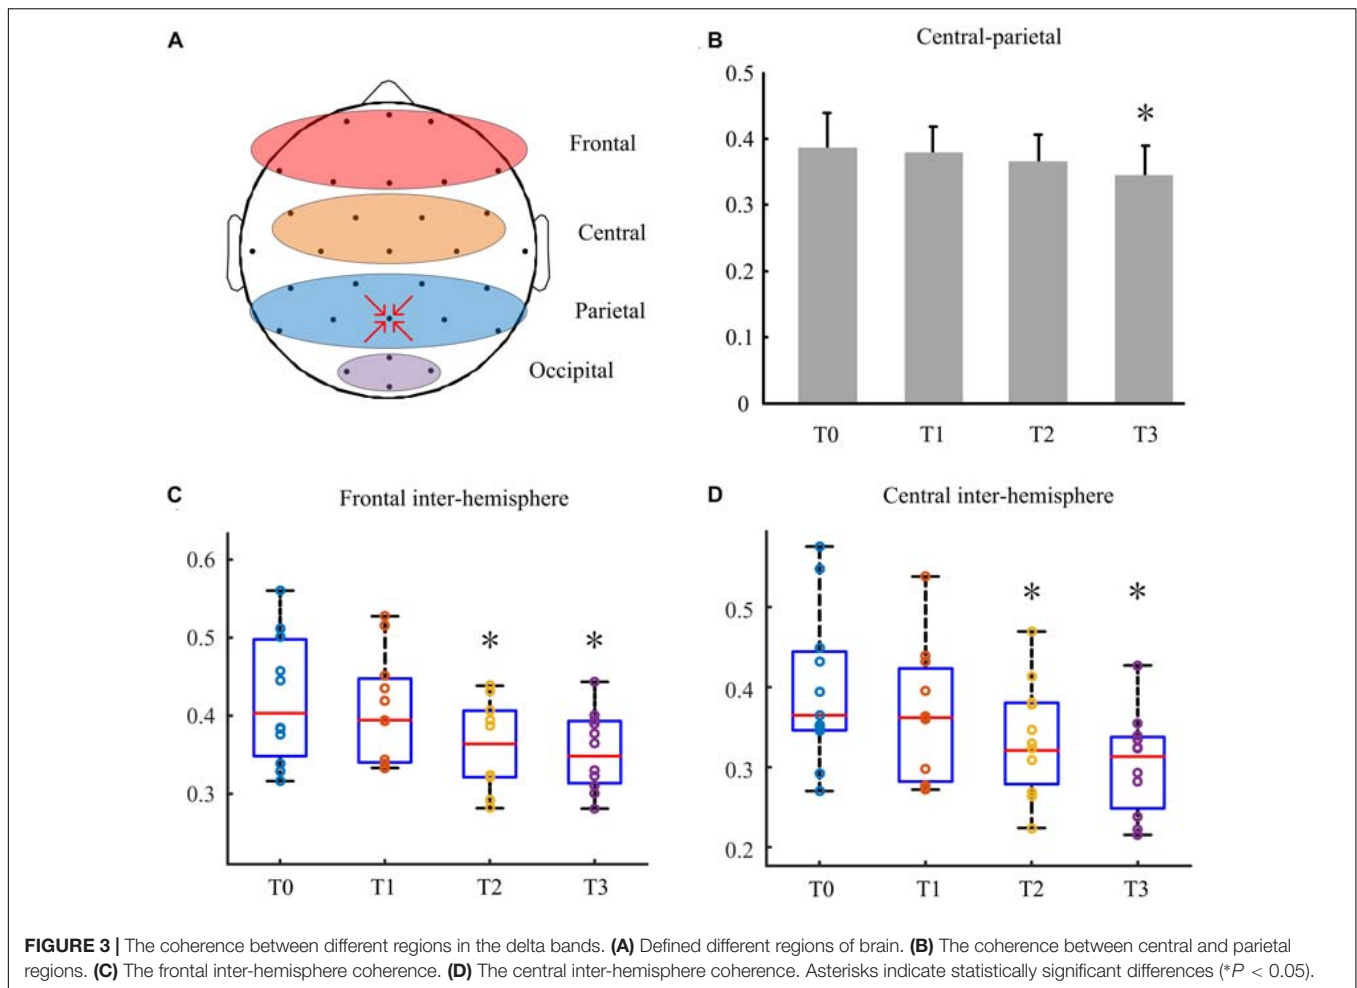 A
Frontal
Central
Parietal
Occipital
B
Central-parietal
0.5
0.4
0.3
0.2
0.1
0
*
T0 T1 T2 T3
C
Frontal inter-hemisphere
0.6
0.5
0.4
0.3
* *
T0 T1 T2 T3
D
Central inter-hemisphere
0.5
0.4
0.3
0.2
* *
T0 T1 T2 T3
FIGURE 3 | The coherence between different regions in the delta bands. (A) Defined different regions of brain. (B) The coherence between central and parietal
regions. (C) The frontal inter-hemisphere coherence. (D) The central inter-hemisphere coherence. Asterisks indicate statistically significant differences (*P < 0.05).